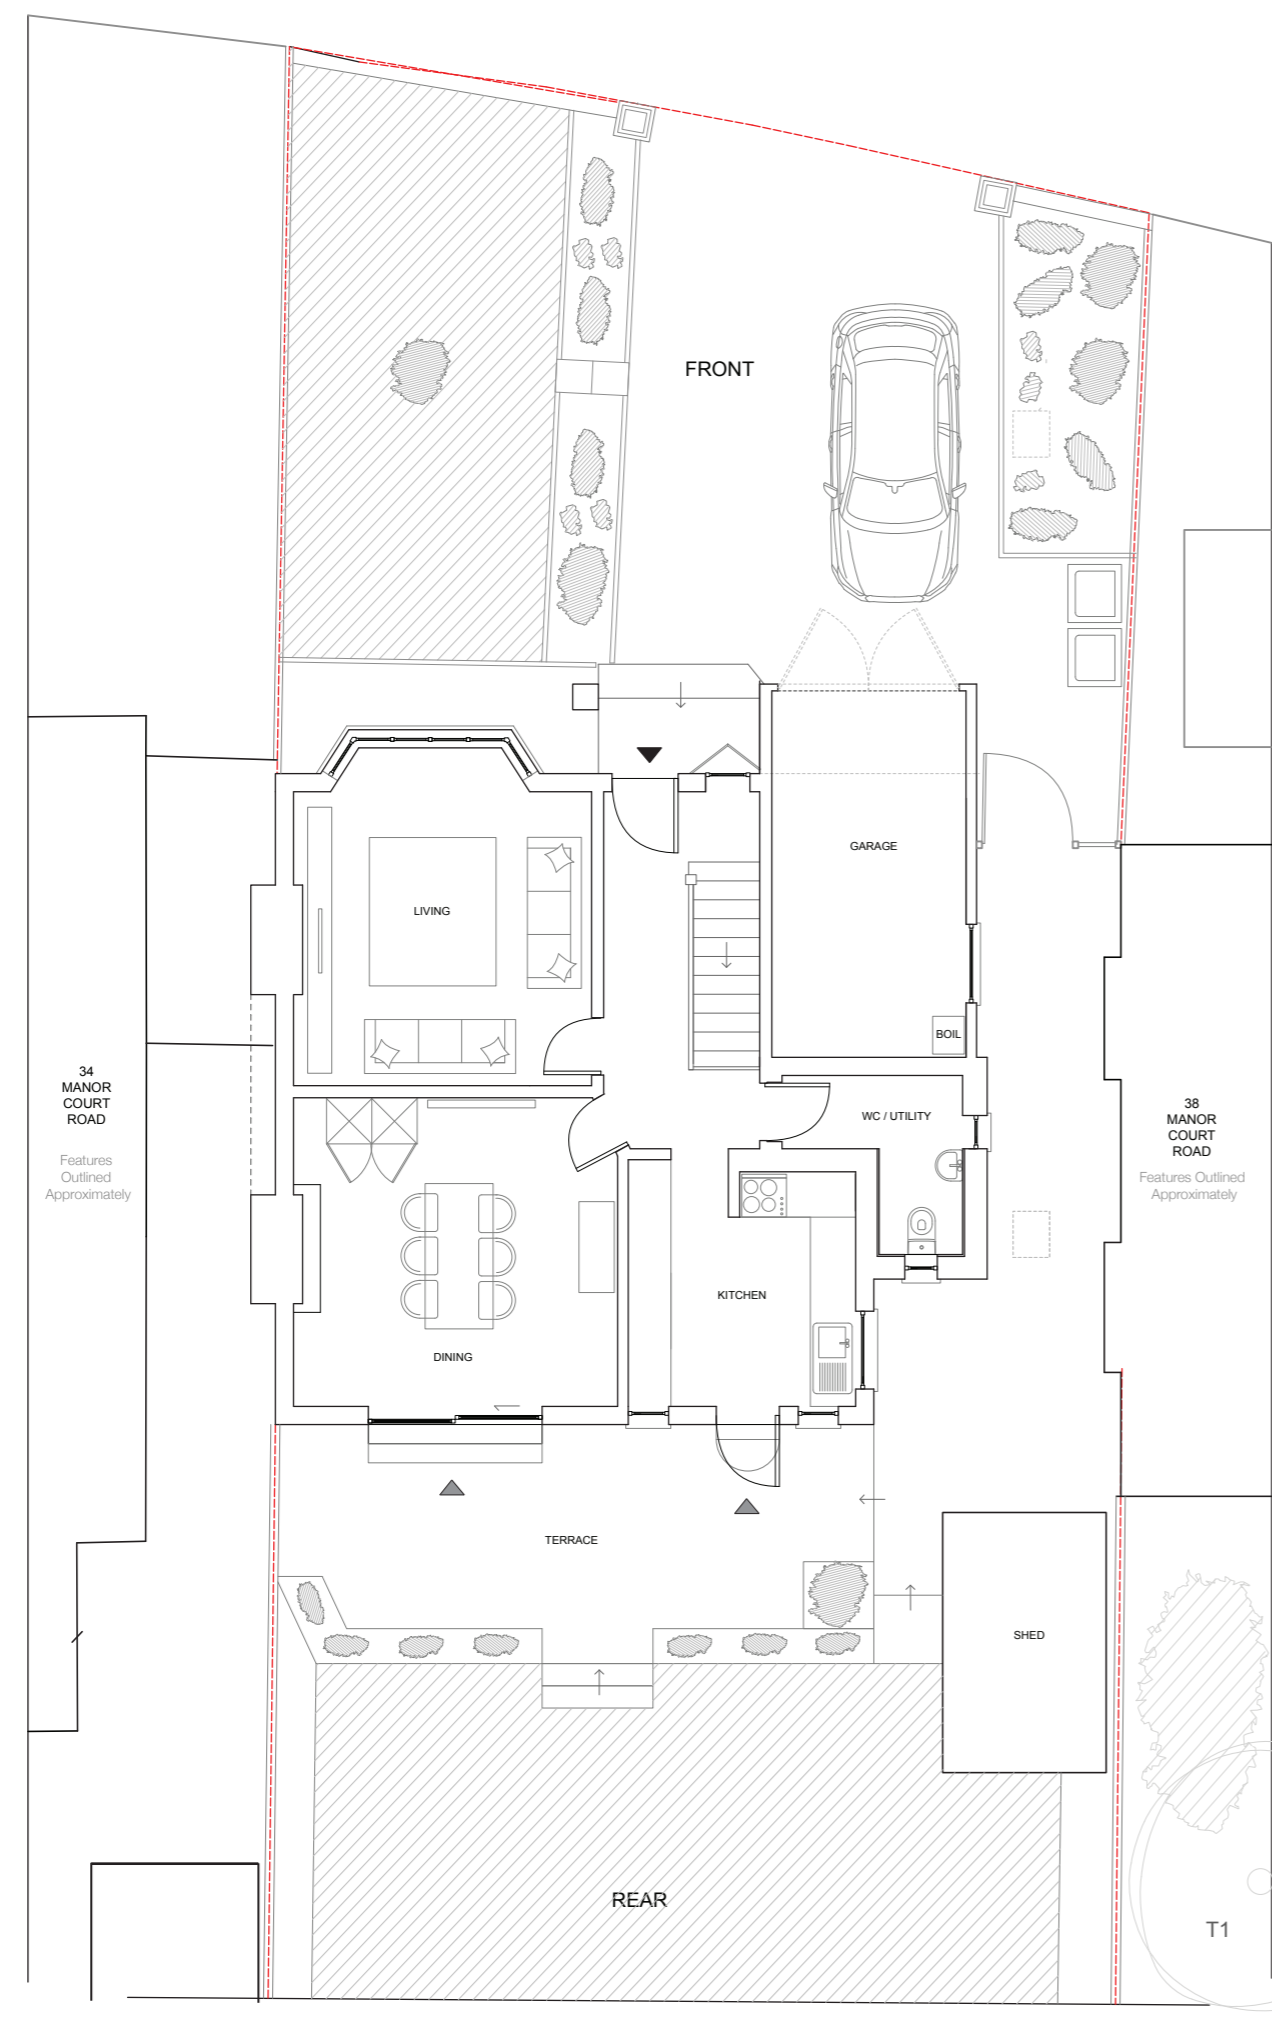 FRONT
GARAGE
LIVING
BOIL
34
MANOR
COURT
ROAD
Features
Outlined
Approximately
WC / UTILITY
38
MANOR
COURT
ROAD
Features Outlined
Approximately
KITCHEN
DINING
TERRACE
SHED
REAR
T1